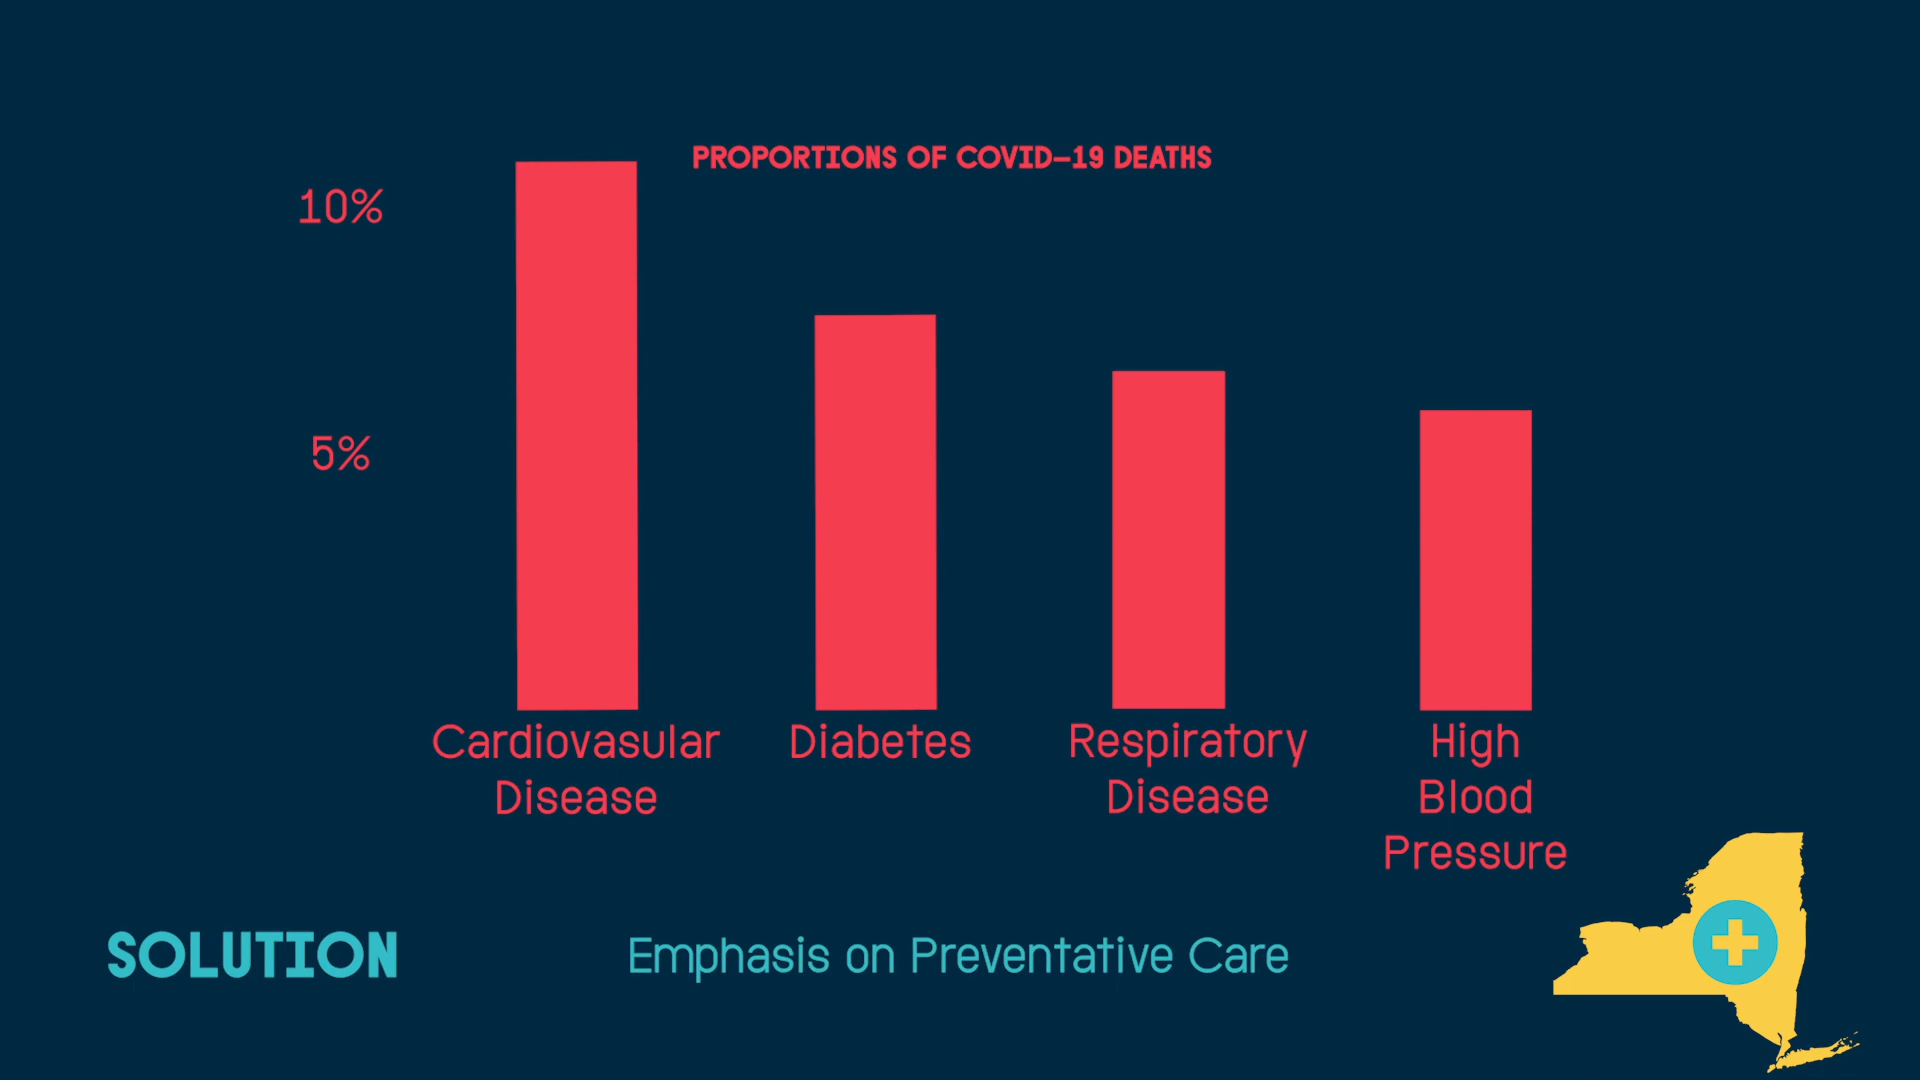 PROPORTIONS OF COVID-19 DEATHS
10%
5%
Cardiovasular
Disease
Diabetes
Respiratory
Disease
High
Blood
Pressure
SOLUTION
Emphasis on Preventative Care